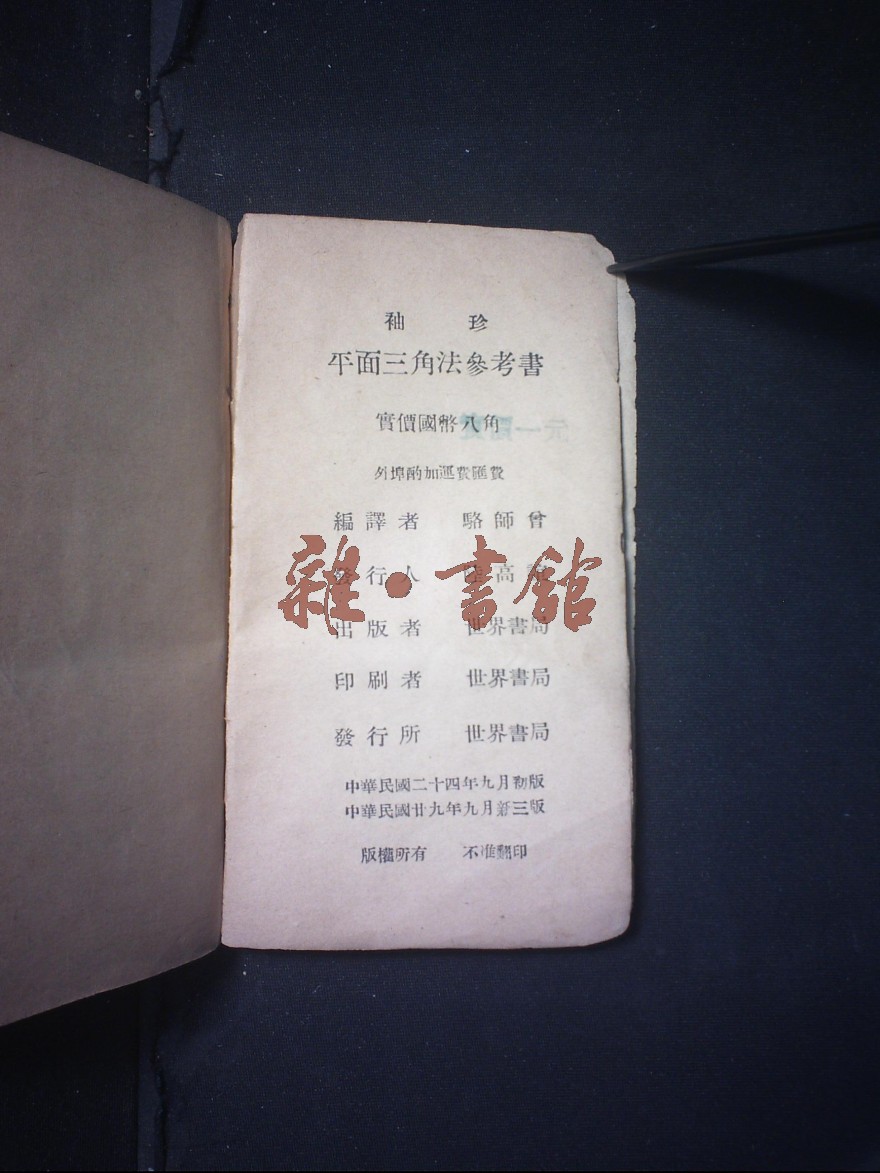 袖　珍
平面三角法參考書
實價國幣八角
外埠酌加運費匯費
編譯者　駱師曾
發行人　陸高誼
出版者　世界書局
印刷者　世界書局
發行所　世界書局
中華民國二十四年九月初版
中華民國廿九年九月新三版
版權所有　不准翻印
雜·書館